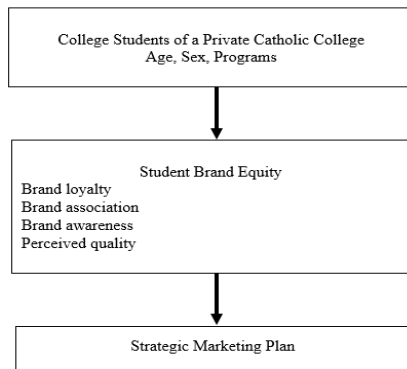 College Students of a Private Catholic College
Age, Sex, Programs
Student Brand Equity
Brand loyalty
Brand association
Brand awareness
Perceived quality
Strategic Marketing Plan